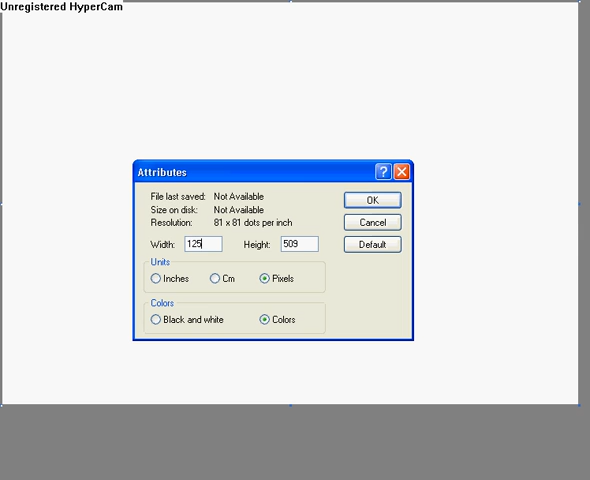 Unregistered HyperCam
Attributes
File last saved: Not Available
Size on disk: Not Available
Resolution: 81 x 81 dots per inch
Width: 125 Height: 509
Units
Inches Cm Pixels
Colors
Black and white Colors
OK
Cancel
Default